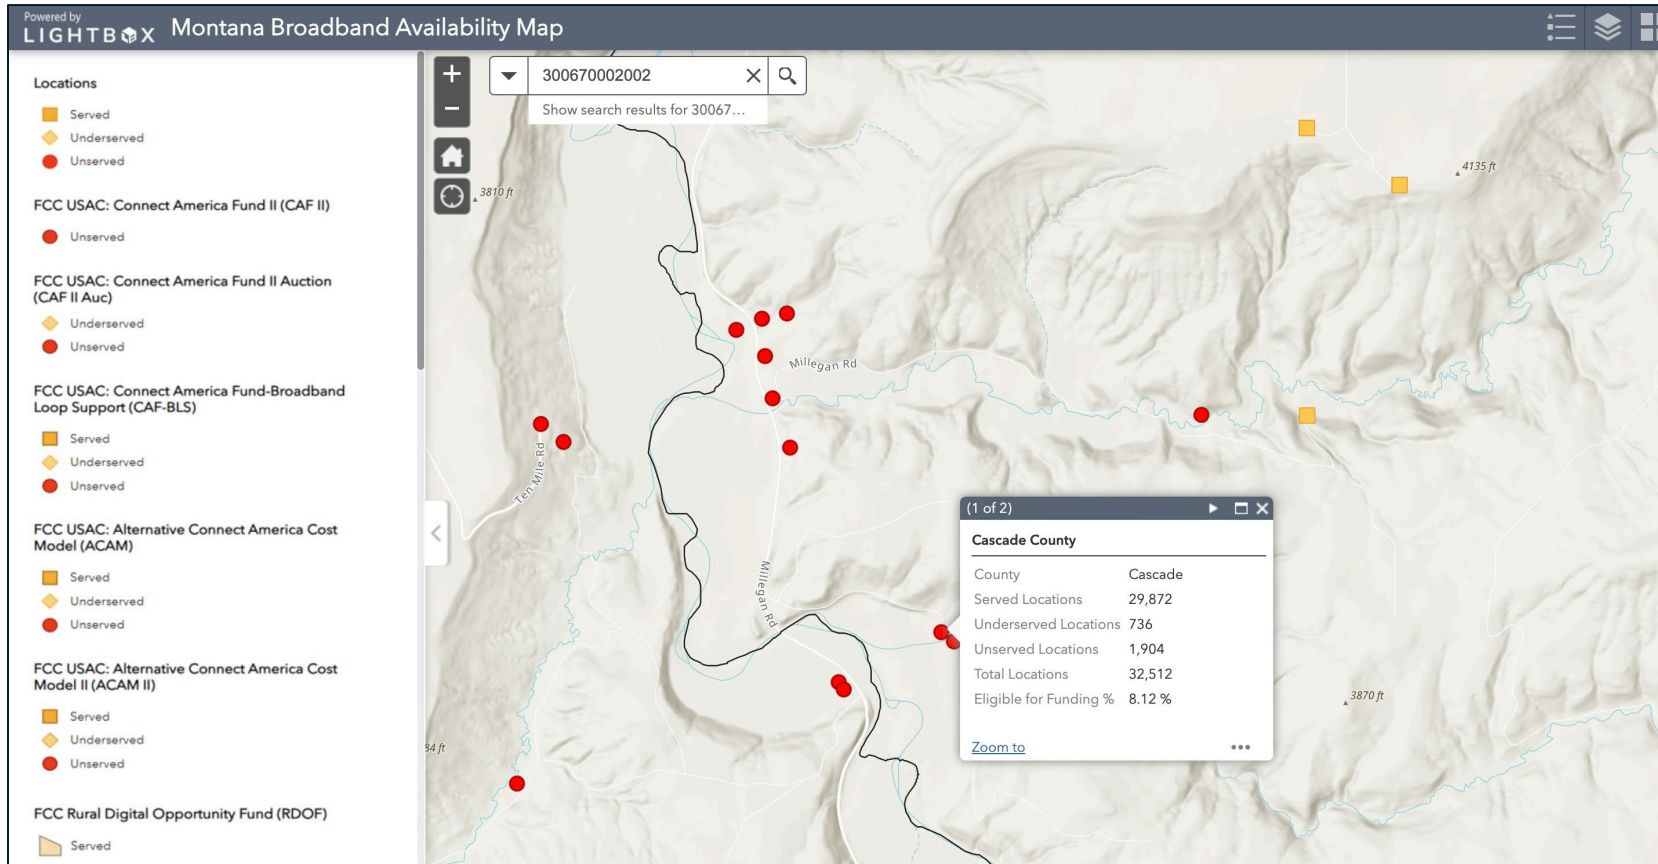 Powered by
LIGHTBOX
Montana Broadband Availability Map
Locations
Served
Underserved
Unserved
FCC USAC: Connect America Fund II (CAF II)
Unserved
FCC USAC: Connect America Fund II Auction
(CAF II Auc)
Underserved
Unserved
FCC USAC: Connect America Fund-Broadband
Loop Support (CAF-BLS)
Served
Underserved
Unserved
FCC USAC: Alternative Connect America Cost
Model (ACAM)
Served
Underserved
Unserved
FCC USAC: Alternative Connect America Cost
Model II (ACAM II)
Served
Underserved
Unserved
FCC Rural Digital Opportunity Fund (RDOF)
Served
300670002002
Show search results for 30067...
3810 ft
4135 ft
Millegan Rd
Ten Mile Rd
Millegan Rd
(1 of 2)
Cascade County
County Cascade
Served Locations 29,872
Underserved Locations 736
Unserved Locations 1,904
Total Locations 32,512
Eligible for Funding % 8.12 %
Zoom to
3870 ft
84 ft